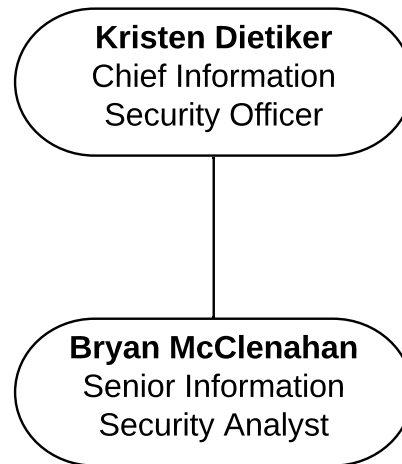 Kristen Dietiker
Chief Information
Security Officer
Bryan McClenahan
Senior Information
Security Analyst